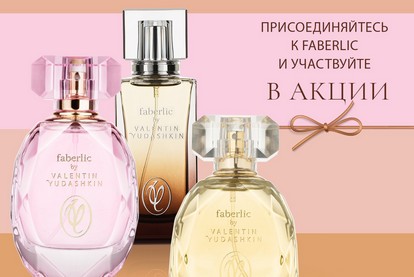 ПРИСОЕДИНЯЙТЕСЬ
К FABERLIC
И УЧАСТВУЙТЕ
В АКЦИИ
faberlic
by
VALENTIN
YUDASHKIN
faberlic
by
VALENTIN
YUDASHKIN
faberlic
by
VALENTIN
YUDASHKIN